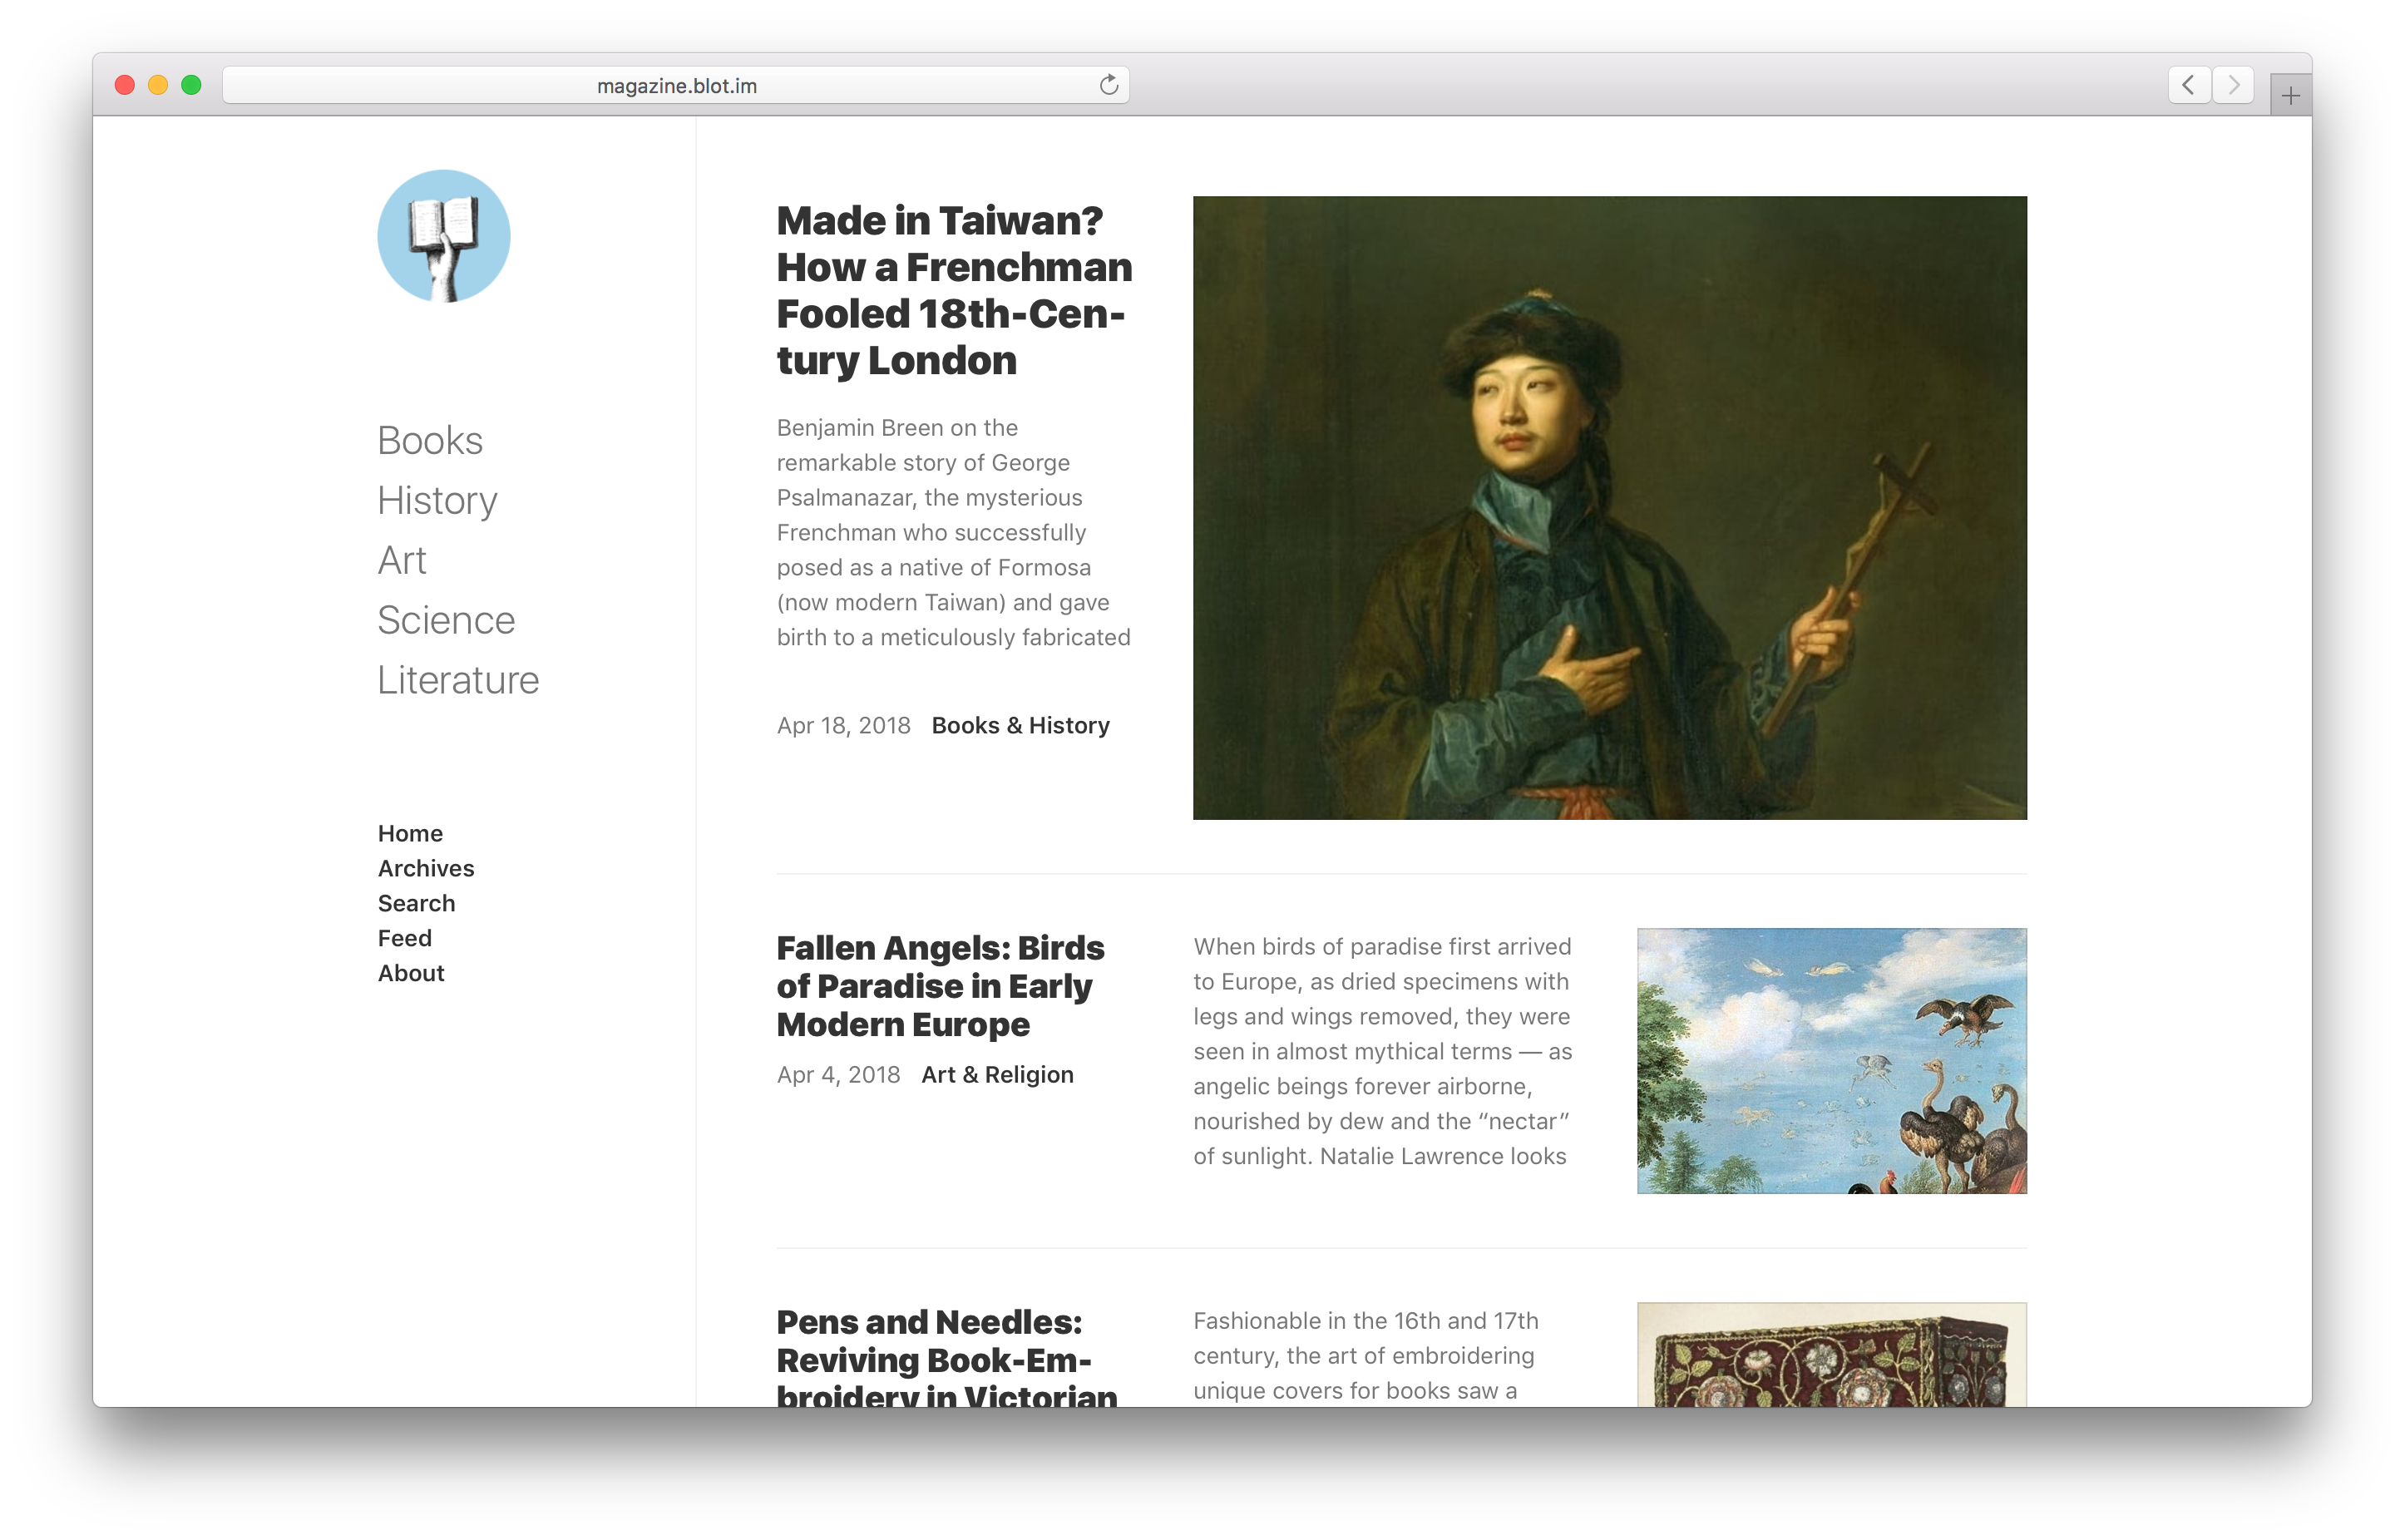 magazine.blot.im
Books
History
Art
Science
Literature
Home
Archives
Search
Feed
About
Made in Taiwan?
How a Frenchman
Fooled 18th-Cen-
tury London
Benjamin Breen on the
remarkable story of George
Psalmanazar, the mysterious
Frenchman who successfully
posed as a native of Formosa
(now modern Taiwan) and gave
birth to a meticulously fabricated
Apr 18, 2018 Books & History
Fallen Angels: Birds
of Paradise in Early
Modern Europe
Apr 4, 2018 Art & Religion
When birds of paradise first arrived
to Europe, as dried specimens with
legs and wings removed, they were
seen in almost mythical terms — as
angelic beings forever airborne,
nourished by dew and the “nectar”
of sunlight. Natalie Lawrence looks
Pens and Needles:
Reviving Book-Em-
broidery in Victorian
Fashionable in the 16th and 17th
century, the art of embroidering
unique covers for books saw a